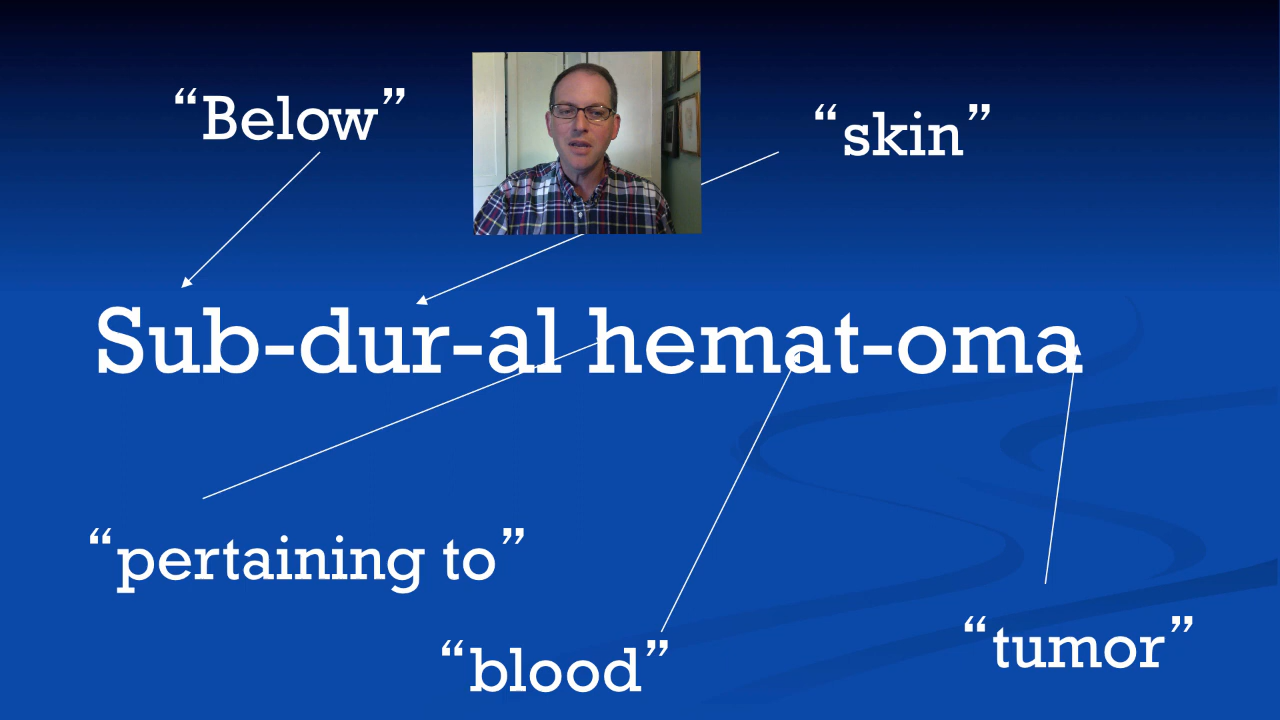 “Below”
“skin”
Sub-dur-al hemat-oma
“pertaining to”
“blood”
“tumor”